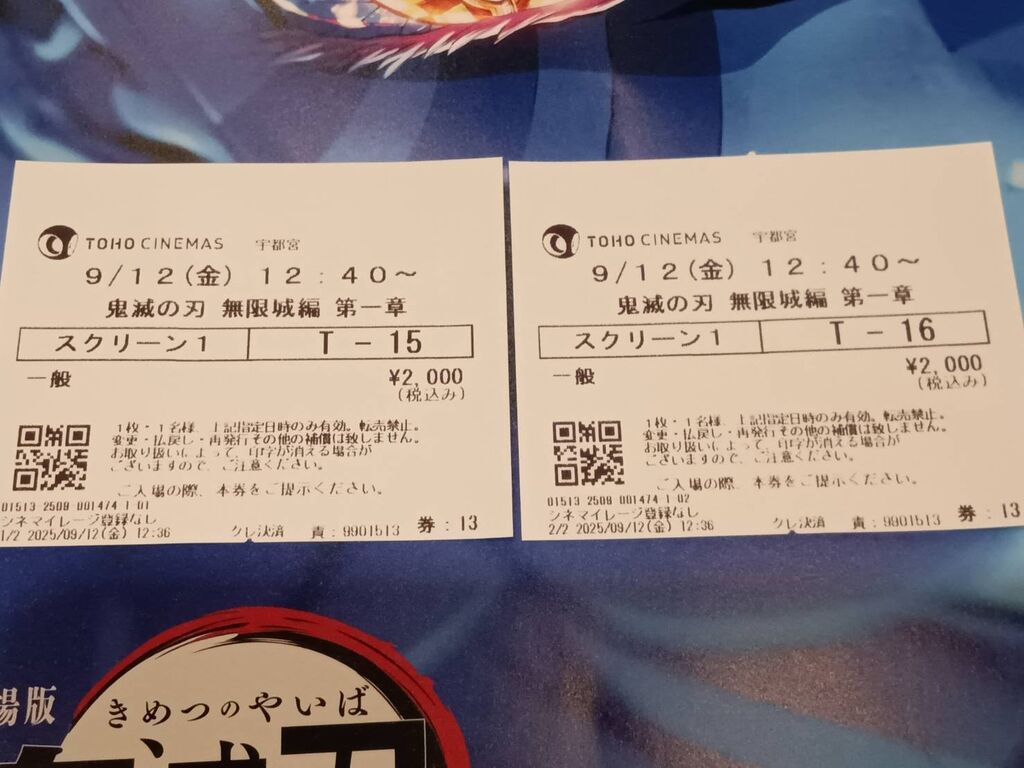 TOHO CINEMAS 宇都宮
9/12(金) 12:40～
鬼滅の刃 無限城編 第一章
スクリーン1 T-15
一般 ¥2,000
(税込み)
1枚・1名様、上記指定日時のみ有効。転売禁止。
変更・払戻し・再発行その他の補償は致しません。
お取り扱いによって、印字が消える場合が
ございますので、ご注意ください。
ご入場の際、本券をご提示ください。
01513 2509 001474 1 01
シネマイレージ登録なし
1/2 2025/09/12(金) 12:36 クレ決済 責:9901513 券:13
TOHO CINEMAS 宇都宮
9/12(金) 12:40～
鬼滅の刃 無限城編 第一章
スクリーン1 T-16
一般 ¥2,000
(税込み)
1枚・1名様、上記指定日時のみ有効。転売禁止。
変更・払戻し・再発行その他の補償は致しません。
お取り扱いによって、印字が消える場合が
ございますので、ご注意ください。
ご入場の際、本券をご提示ください。
01513 2509 001474 1 02
シネマイレージ登録なし
2/2 2025/09/12(金) 12:36 クレ決済 責:9901513 券:13
場版
きめつのやいば